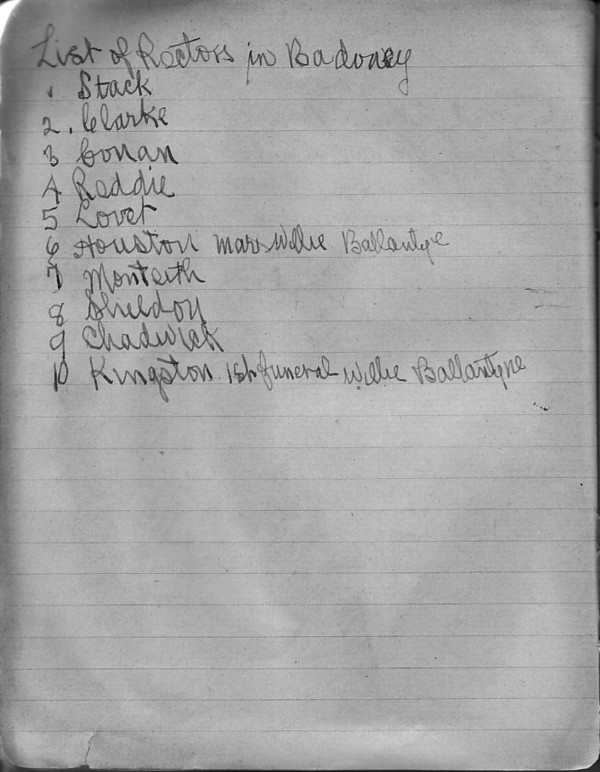 List of Rectors in Badoney
1 Stack
2. Clarke
3 Conan
4 Reddie
5 Lovet
6 Houston marr Willie Ballantyne
7 Monteith
8 Sheldoy
9 Chadwick
10 Kingston 1st funeral Willie Ballantyne